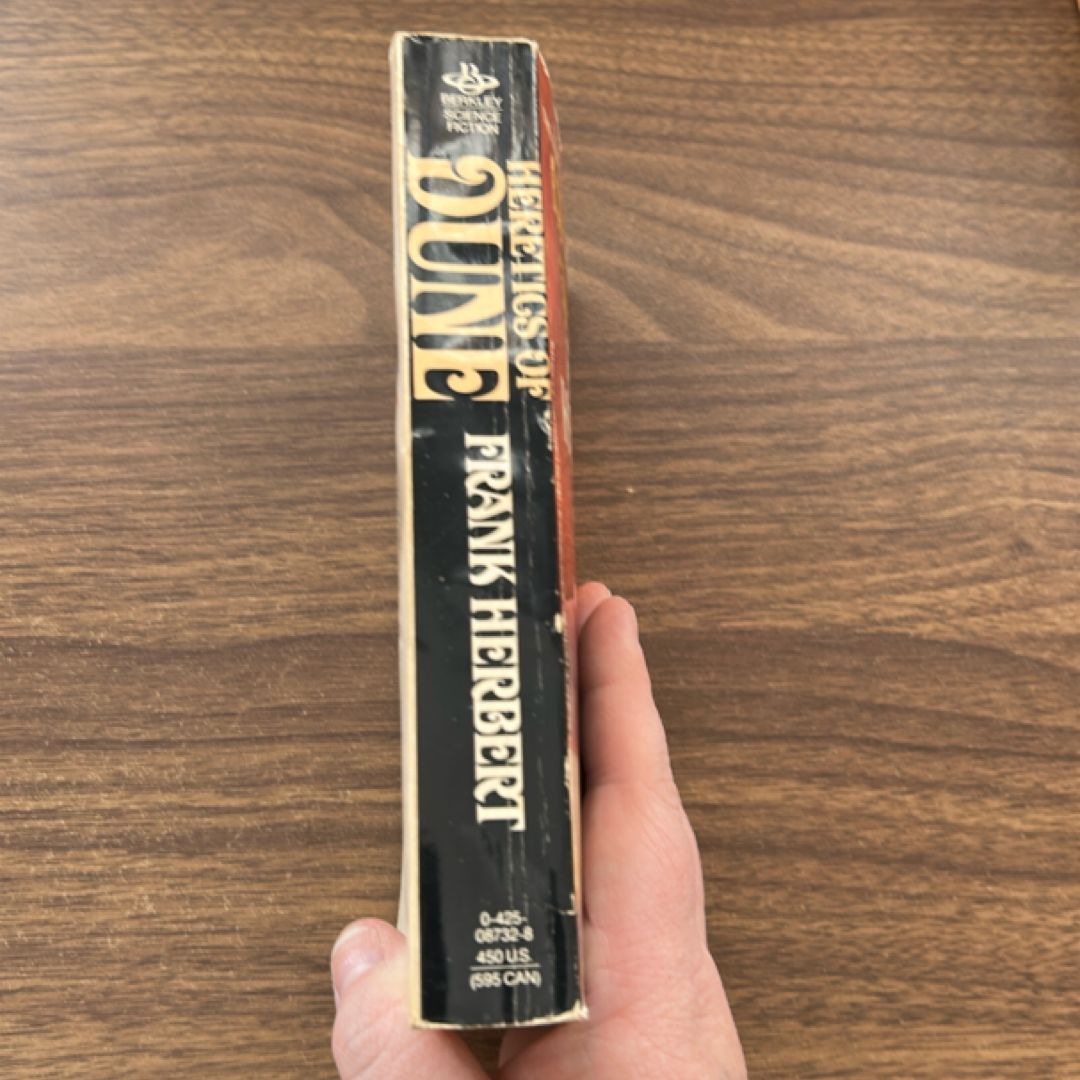 B
BERKLEY
SCIENCE
FICTION
HERETICS OF
DUNE
FRANK HERBERT
0-425-
08732-8
450 U.S.
(595 CAN)